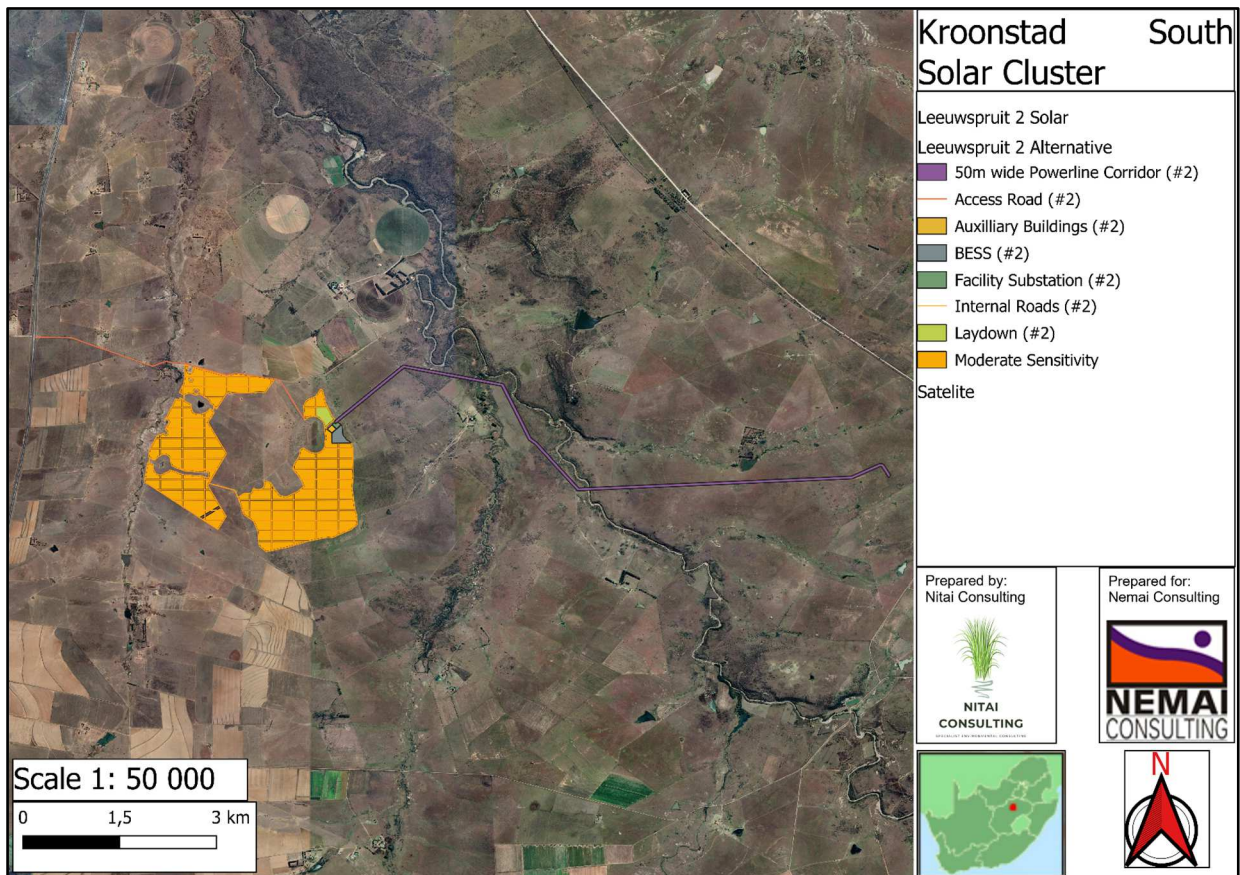 Kroonstad South
Solar Cluster
Leeuwspruit 2 Solar
Leeuwspruit 2 Alternative
50m wide Powerline Corridor (#2)
Access Road (#2)
Auxilliary Buildings (#2)
BESS (#2)
Facility Substation (#2)
Internal Roads (#2)
Laydown (#2)
Moderate Sensitivity
Satelite
Prepared by:
Nitai Consulting
NITAI
CONSULTING
Prepared for:
Nemai Consulting
NEMAI
CONSULTING
N
Scale 1: 50 000
0 1,5 3 km